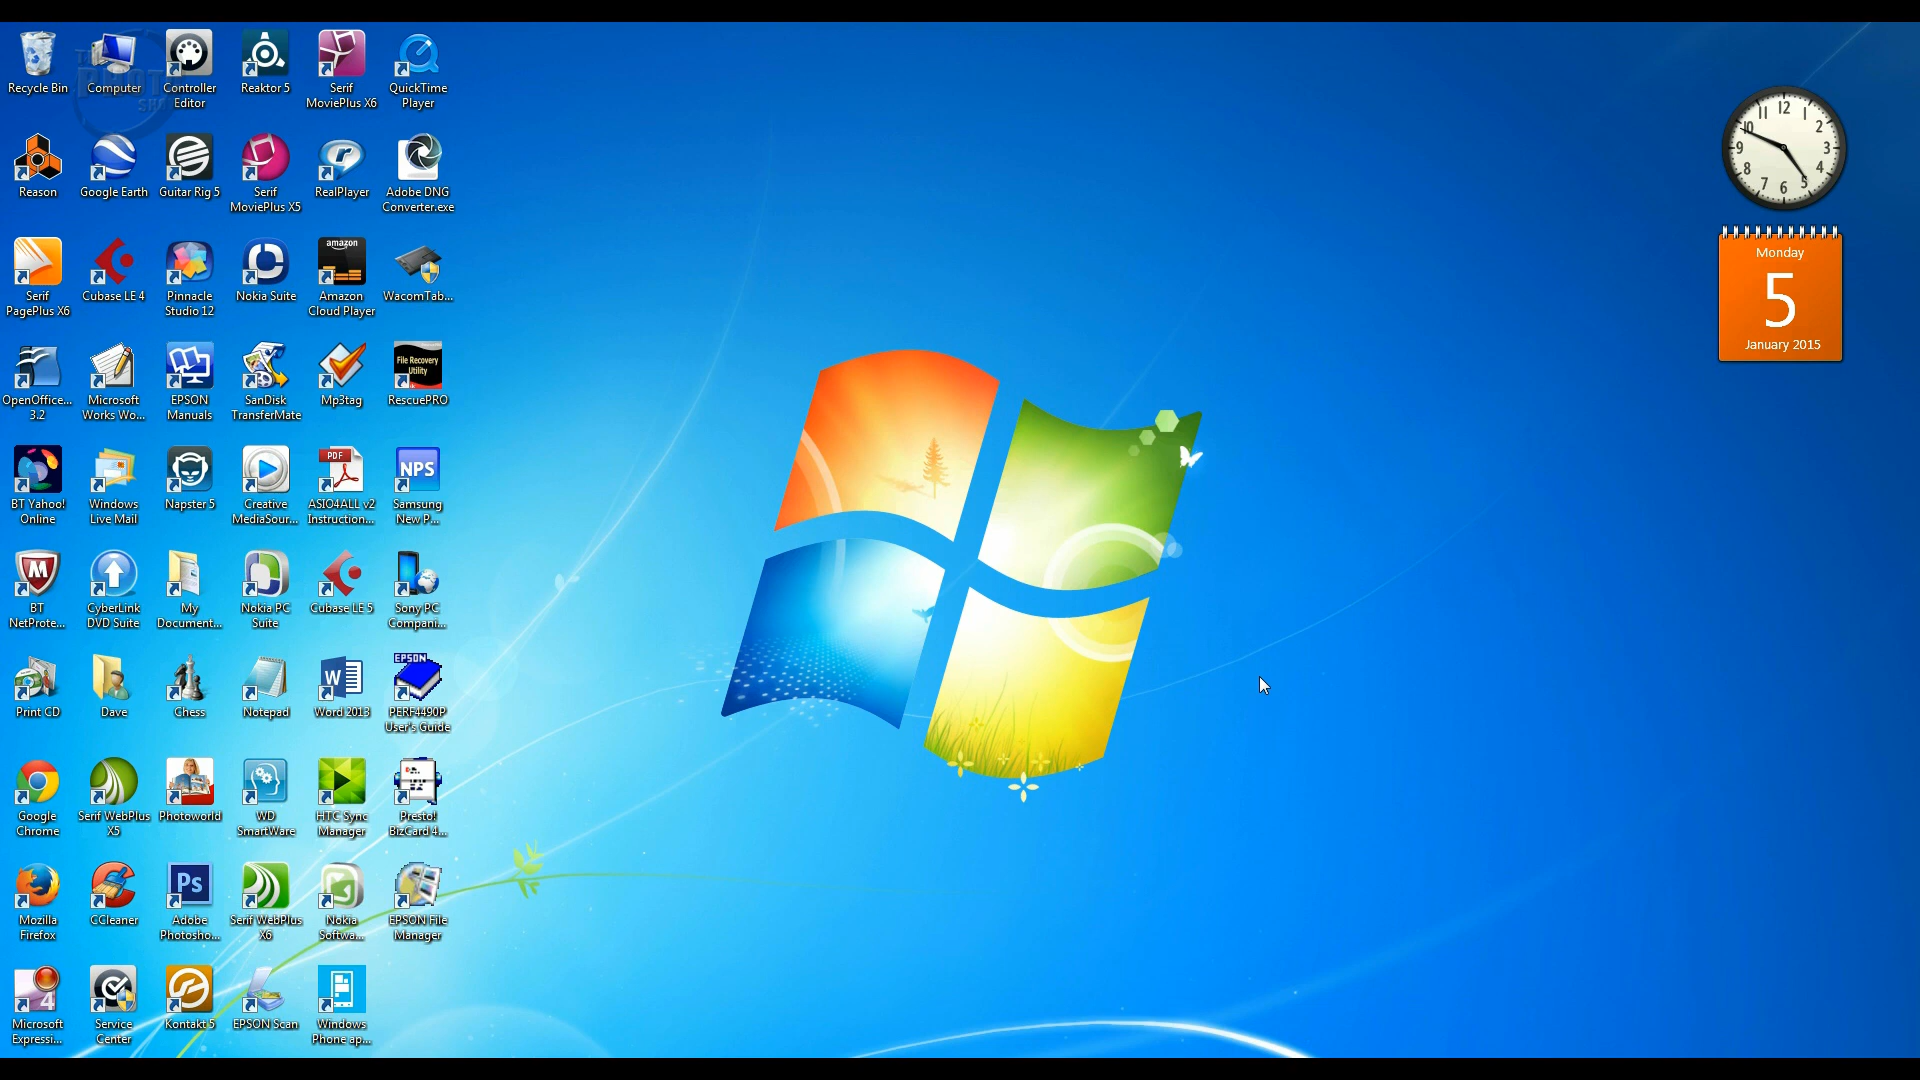 Recycle Bin
Computer
Controller
Editor
Reaktor 5
Serif
MoviePlus X6
QuickTime
Player
Reason
Google Earth
Guitar Rig 5
Serif
MoviePlus X5
RealPlayer
Adobe DNG
Converter.exe
Serif
PagePlus X6
Cubase LE 4
Pinnacle
Studio 12
Nokia Suite
amazon
Amazon
Cloud Player
WacomTab...
OpenOffice...
3.2
Microsoft
Works Wo...
EPSON
Manuals
SanDisk
TransferMate
Mp3tag
File Recovery
Utility
RescuePRO
BT Yahoo!
Online
Windows
Live Mail
Napster 5
Creative
MediaSour...
PDF
ASIO4ALL v2
Instruction...
NPS
Samsung
New P...
BT
NetProte...
CyberLink
DVD Suite
My
Document...
Nokia PC
Suite
Cubase LE 5
Sony PC
Compani...
Print CD
Dave
Chess
Notepad
W
Word 2013
EPSON
PERF4490P
User's Guide
Google
Chrome
Serif WebPlus
X5
Photoworld
WD
SmartWare
HTC Sync
Manager
Presto!
BizCard 4...
Mozilla
Firefox
CCleaner
Ps
Adobe
Photosho...
Serif WebPlus
X6
Nokia
Softwa...
EPSON File
Manager
4
Microsoft
Expressi...
Service
Center
Kontakt 5
EPSON Scan
Windows
Phone ap...
12
1
2
3
4
5
6
7
8
9
10
11
Monday
5
January 2015